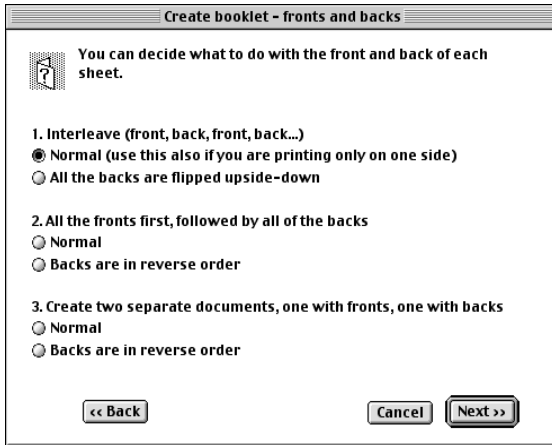 Create booklet - fronts and backs
You can decide what to do with the front and back of each
sheet.
1. Interleave (front, back, front, back...)
Normal (use this also if you are printing only on one side)
All the backs are flipped upside-down
2. All the fronts first, followed by all of the backs
Normal
Backs are in reverse order
3. Create two separate documents, one with fronts, one with backs
Normal
Backs are in reverse order
‹‹ Back
Cancel
Next ››